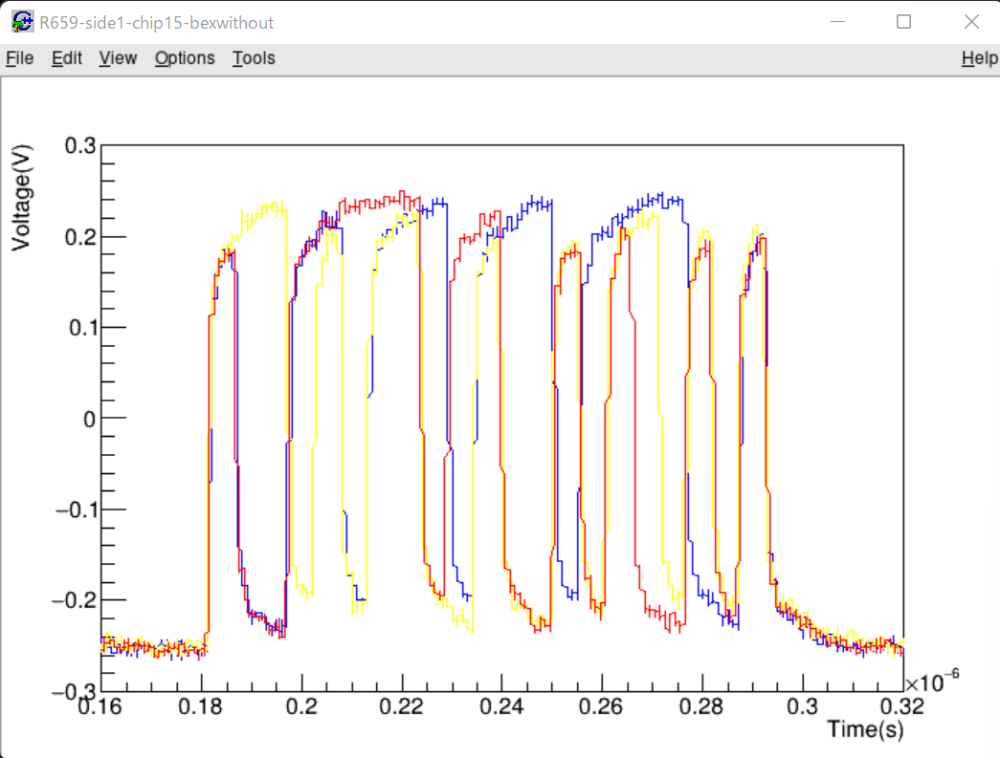 R659-side1-chip15-bexwithout
File Edit View Options Tools Help
Voltage(V)
0.3
0.2
0.1
0
−0.1
−0.2
−0.3
0.16 0.18 0.2 0.22 0.24 0.26 0.28 0.3 0.32
×10⁻⁶
Time(s)